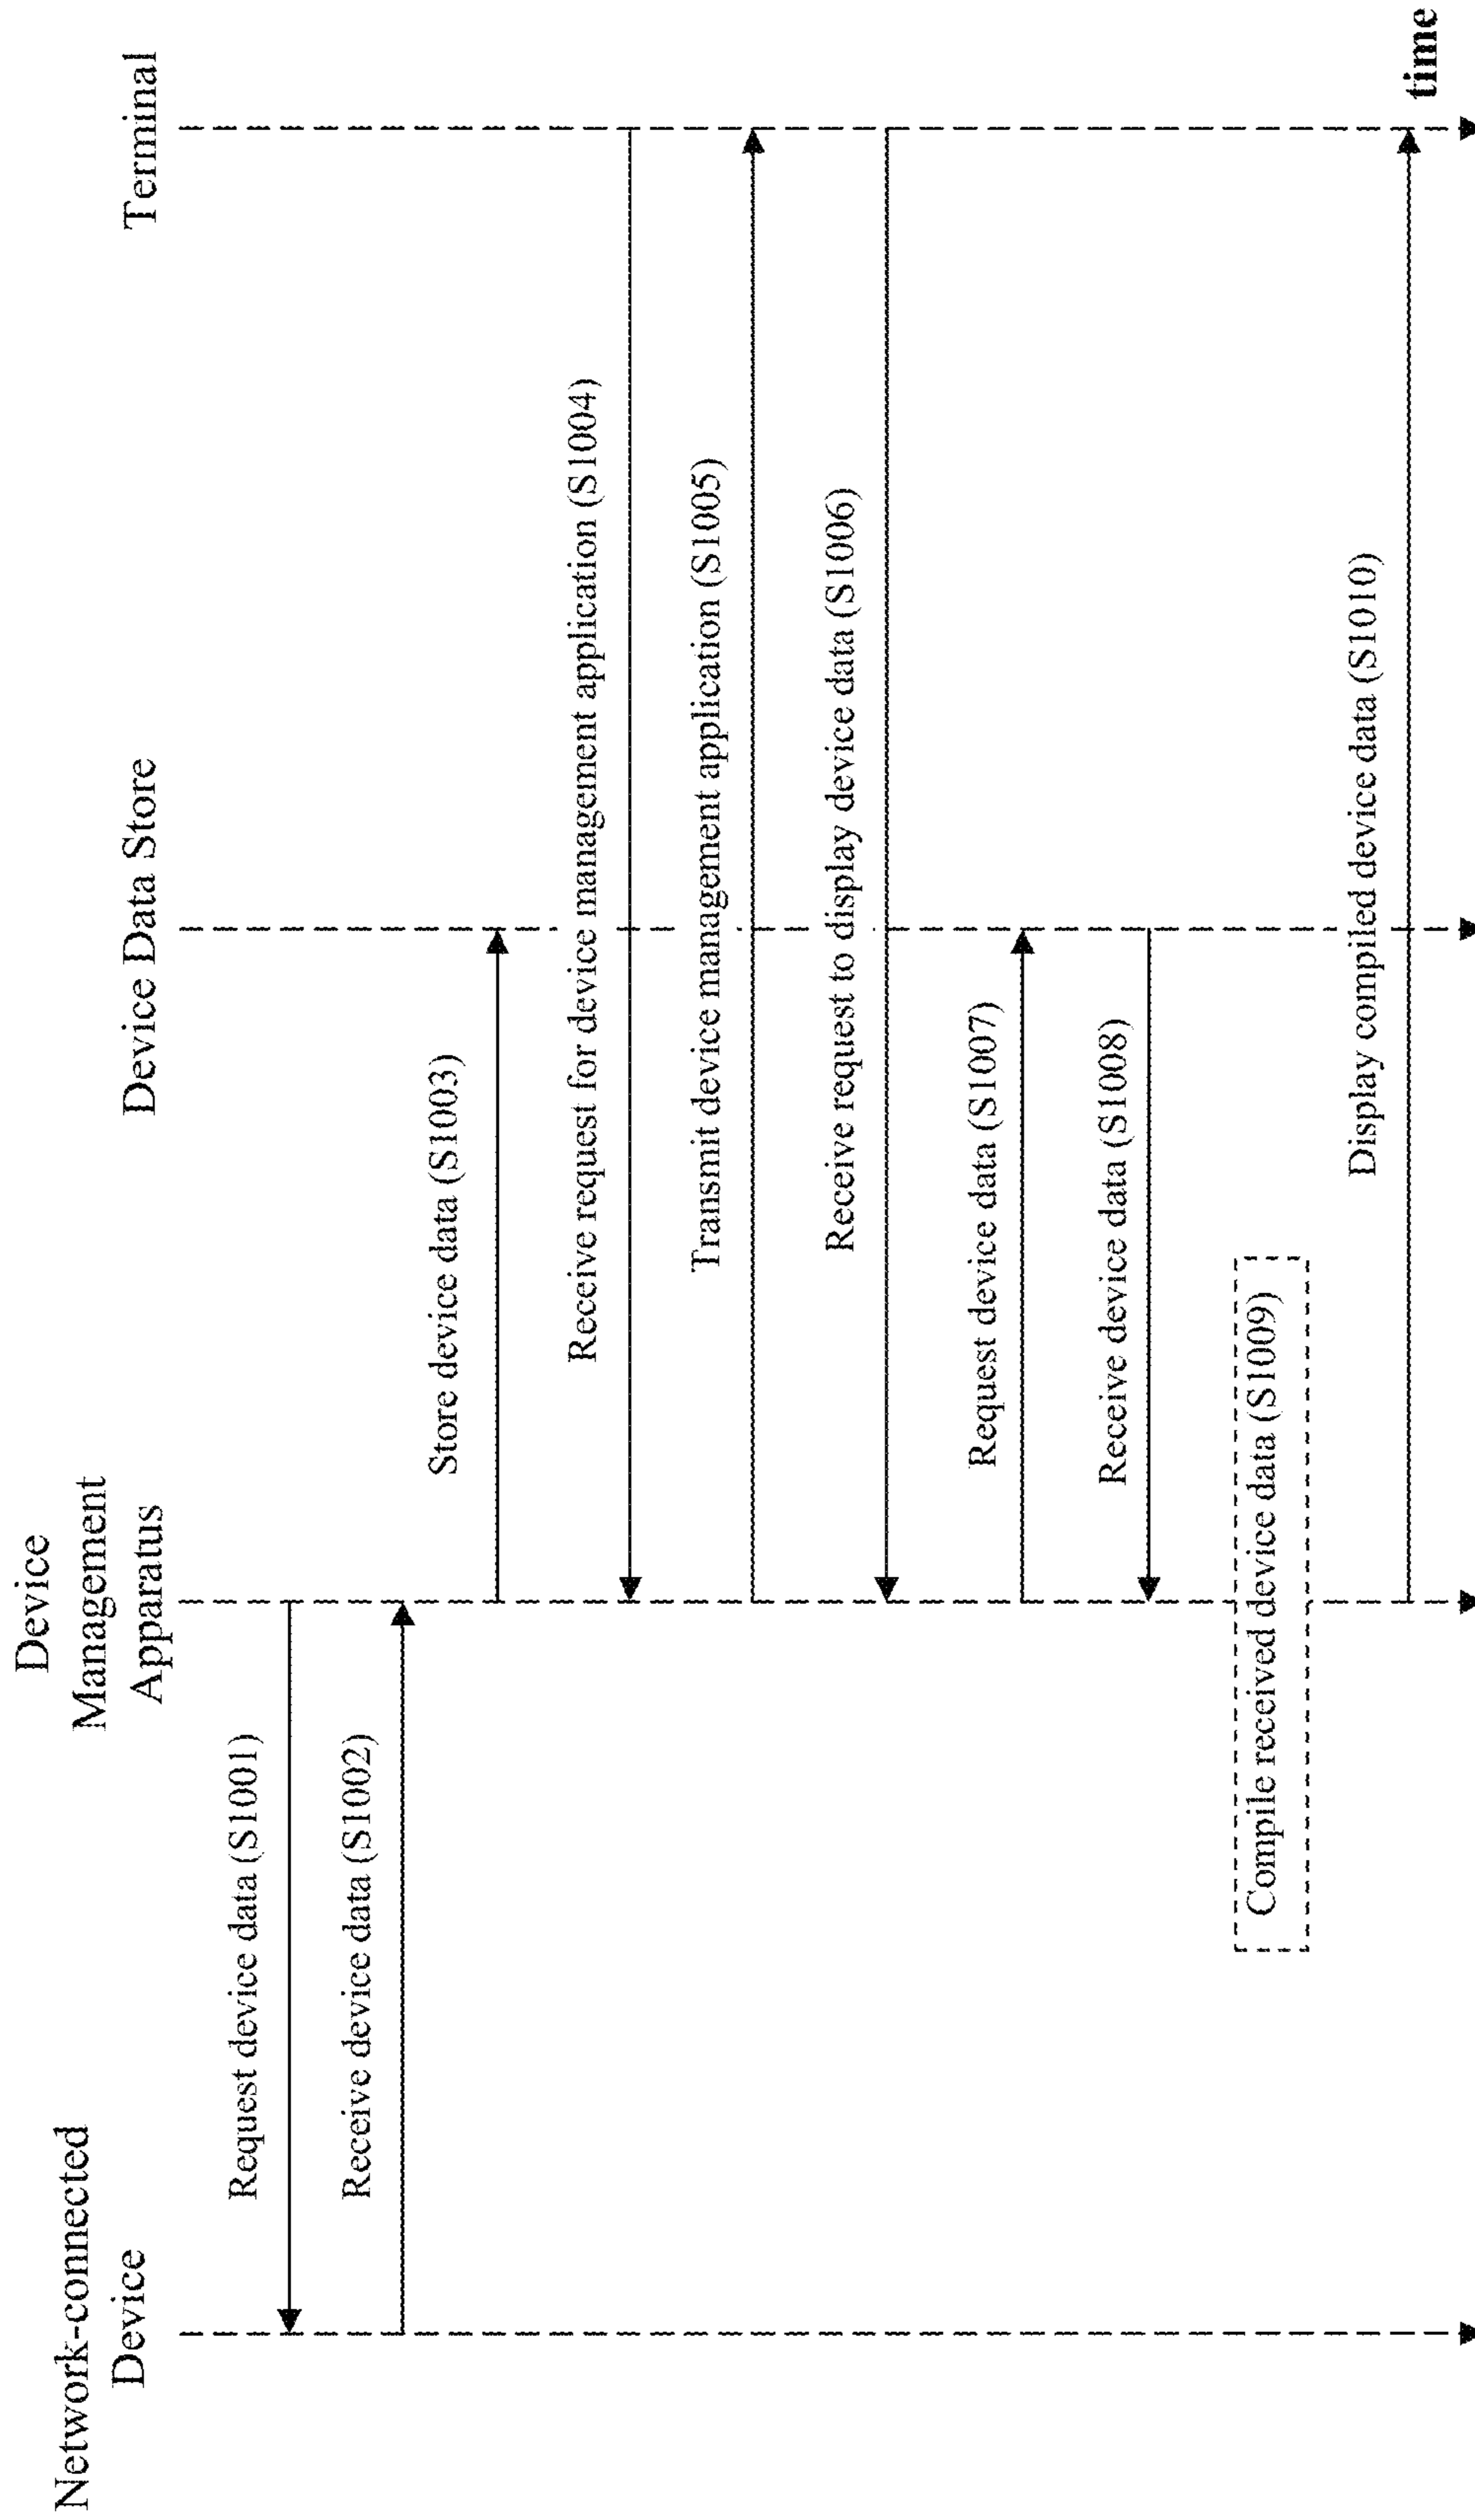 Network-connected
Device
Device
Management
Apparatus
Device Data Store
Terminal
Request device data (S1001)
Receive device data (S1002)
Store device data (S1003)
Receive request for device management application (S1004)
Transmit device management application (S1005)
Receive request to display device data (S1006)
Request device data (S1007)
Receive device data (S1008)
Compile received device data (S1009)
Display compiled device data (S1010)
time